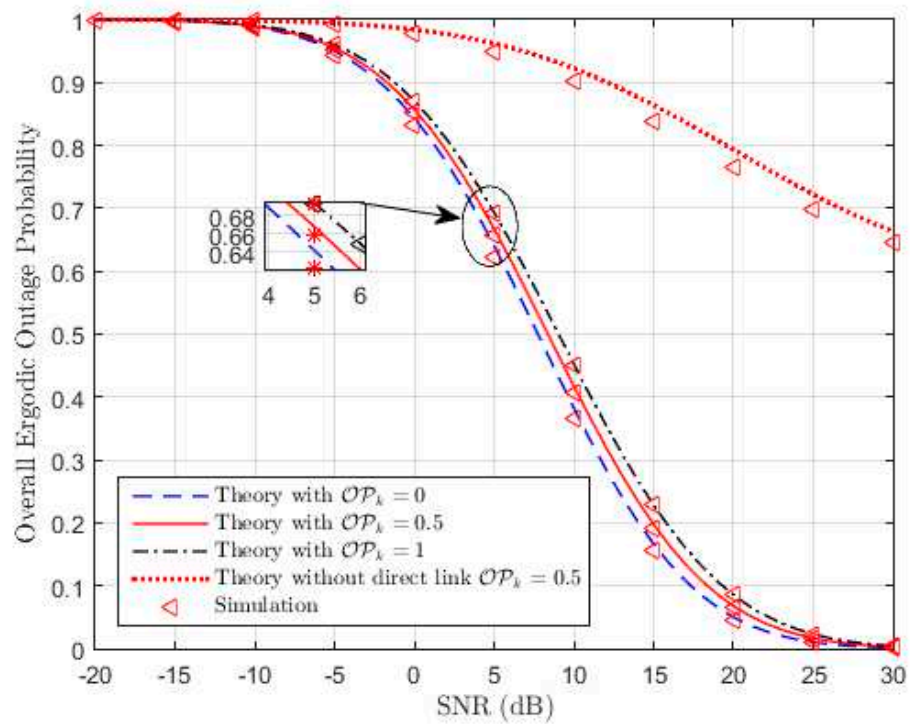 1
0.9
0.8
0.7
0.6
0.5
0.4
0.3
0.2
0.1
0
Overall Ergodic Outage Probability
0.68
0.66
0.64
4 5 6
Theory with 𝒪𝒫ₖ = 0
Theory with 𝒪𝒫ₖ = 0.5
Theory with 𝒪𝒫ₖ = 1
Theory without direct link 𝒪𝒫ₖ = 0.5
Simulation
-20 -15 -10 -5 0 5 10 15 20 25 30
SNR (dB)